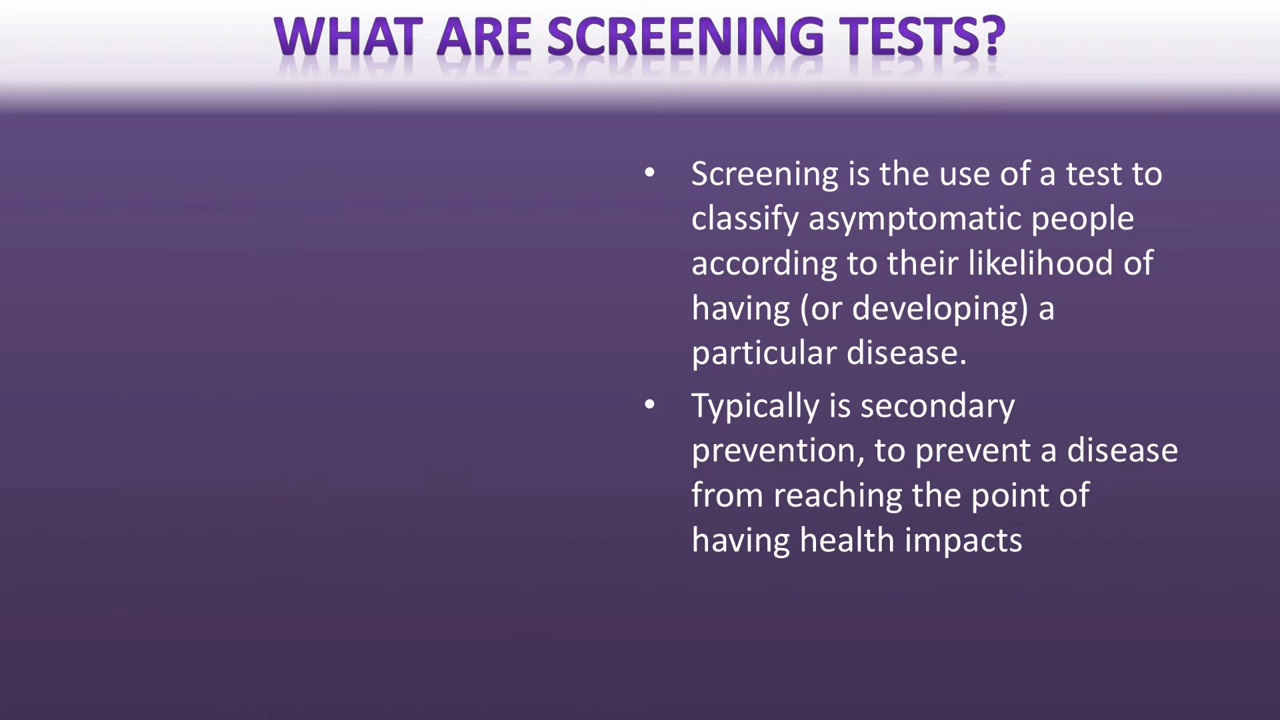 WHAT ARE SCREENING TESTS?
• Screening is the use of a test to
classify asymptomatic people
according to their likelihood of
having (or developing) a
particular disease.
• Typically is secondary
prevention, to prevent a disease
from reaching the point of
having health impacts